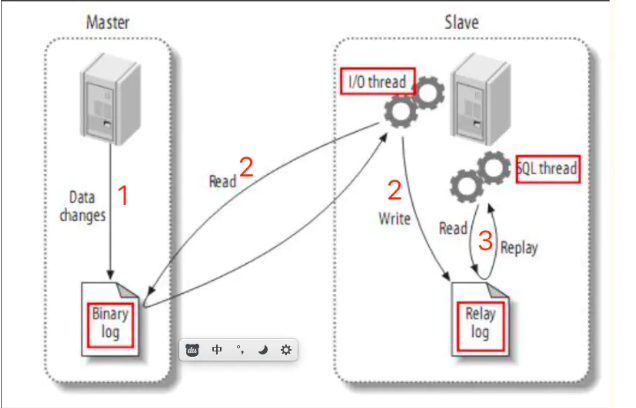 Master
Slave
I/O thread
SQL thread
Data
changes
1
Read
2
2
Write
Read
3
Replay
Binary
log
Relay
log
du
中
°,